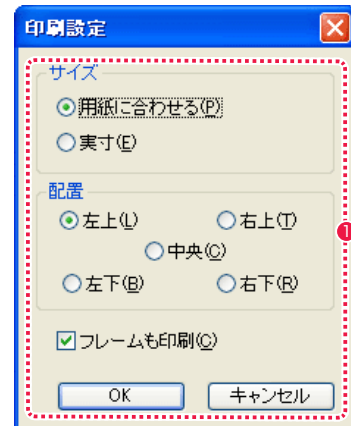 印刷設定
サイズ
用紙に合わせる(P)
実寸(E)
配置
左上(L) 右上(T)
中央(C)
左下(B) 右下(R)
フレームも印刷(C)
OK キャンセル
1